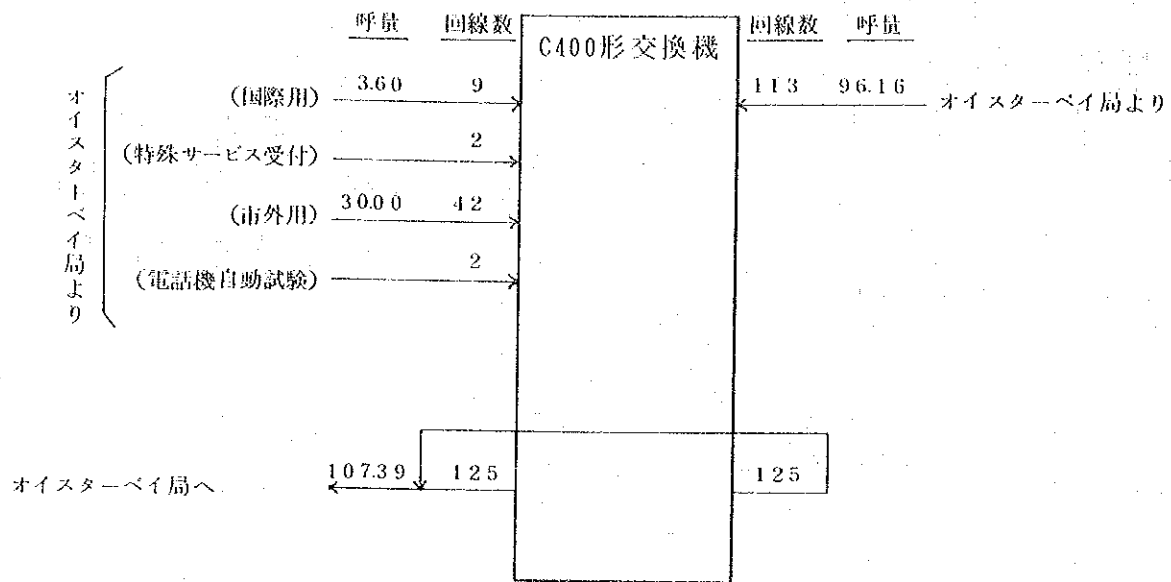 呼量 回線数
C400形交換機
回線数 呼量
オイスターベイ局より
(国際用) 3.60 9
(特殊サービス受付) 2
(市外用) 30.00 42
(電話機自動試験) 2
113 96.16 オイスターベイ局より
オイスターベイ局へ 107.39 125
125